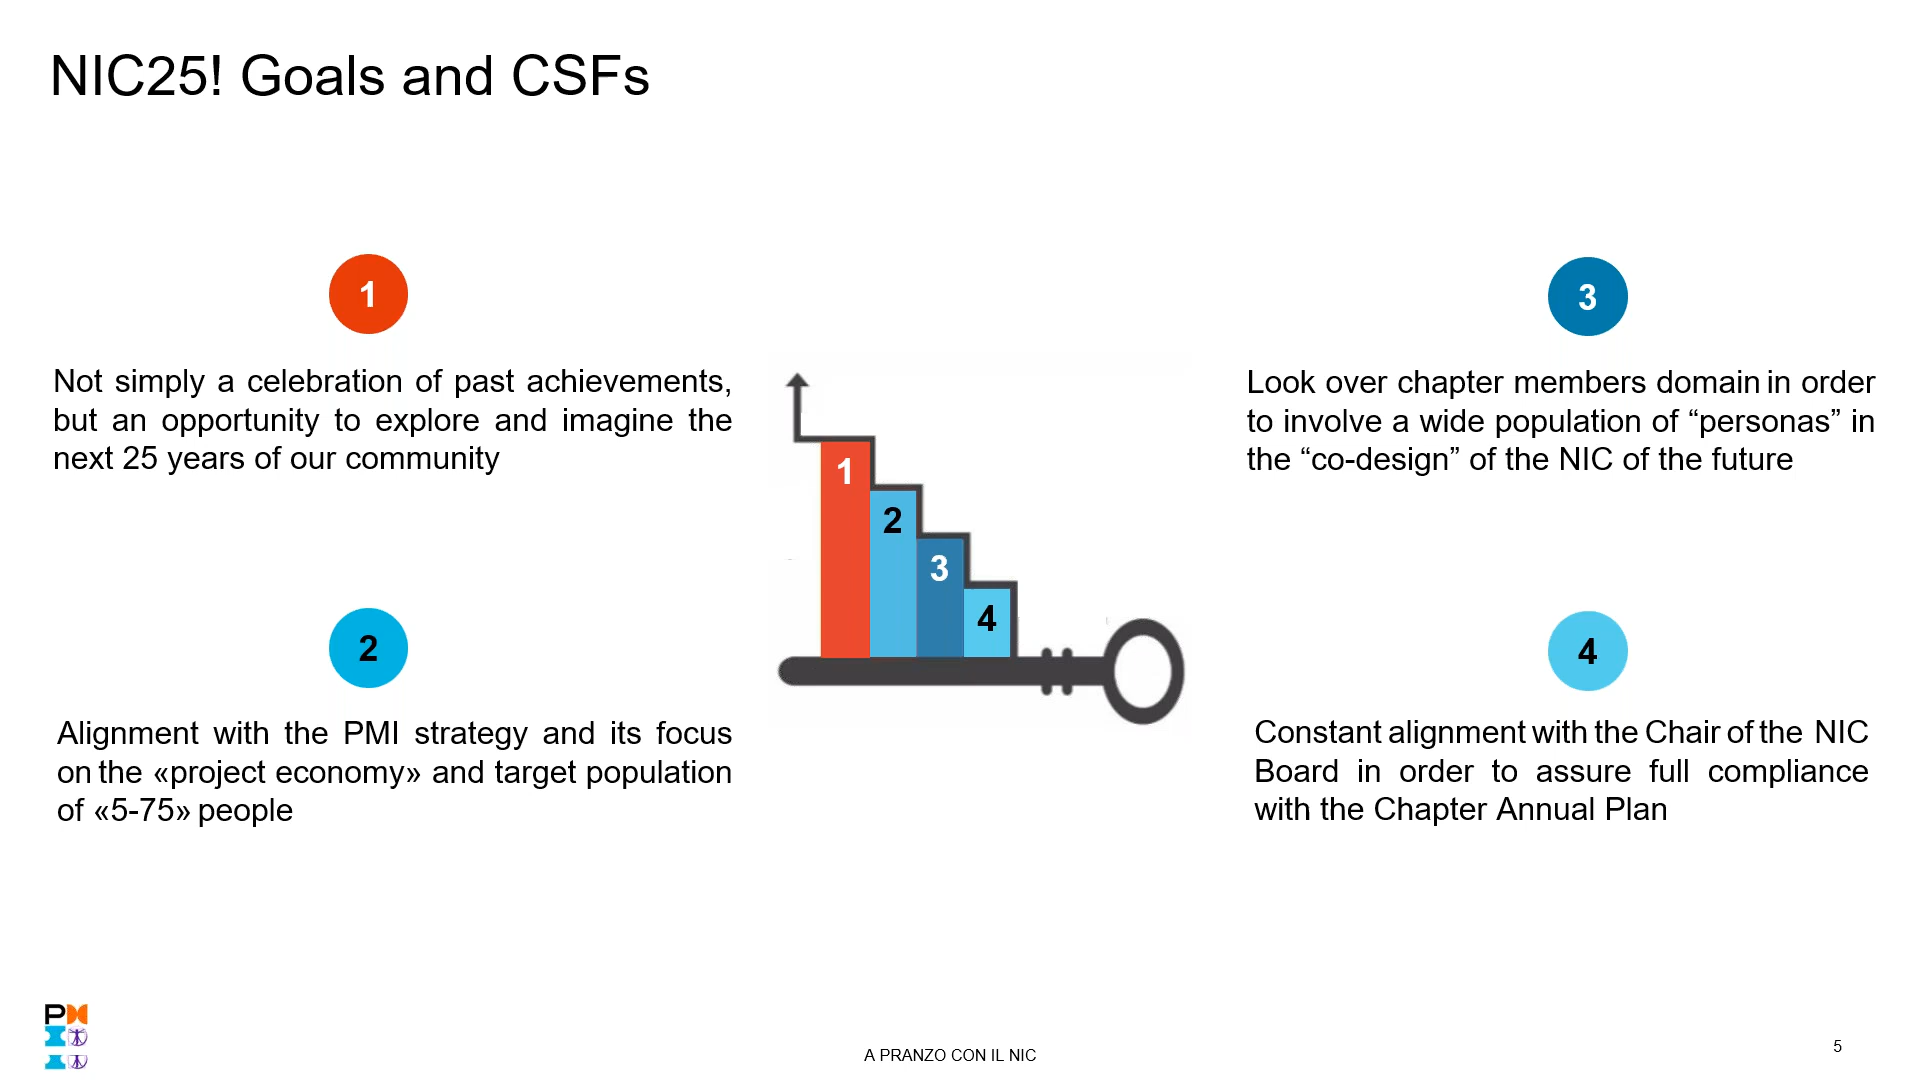 NIC25! Goals and CSFs
1
Not simply a celebration of past achievements,
but an opportunity to explore and imagine the
next 25 years of our community
2
Alignment with the PMI strategy and its focus
on the «project economy» and target population
of «5-75» people
1
2
3
4
3
Look over chapter members domain in order
to involve a wide population of “personas” in
the “co-design” of the NIC of the future
4
Constant alignment with the Chair of the NIC
Board in order to assure full compliance
with the Chapter Annual Plan
A PRANZO CON IL NIC
5